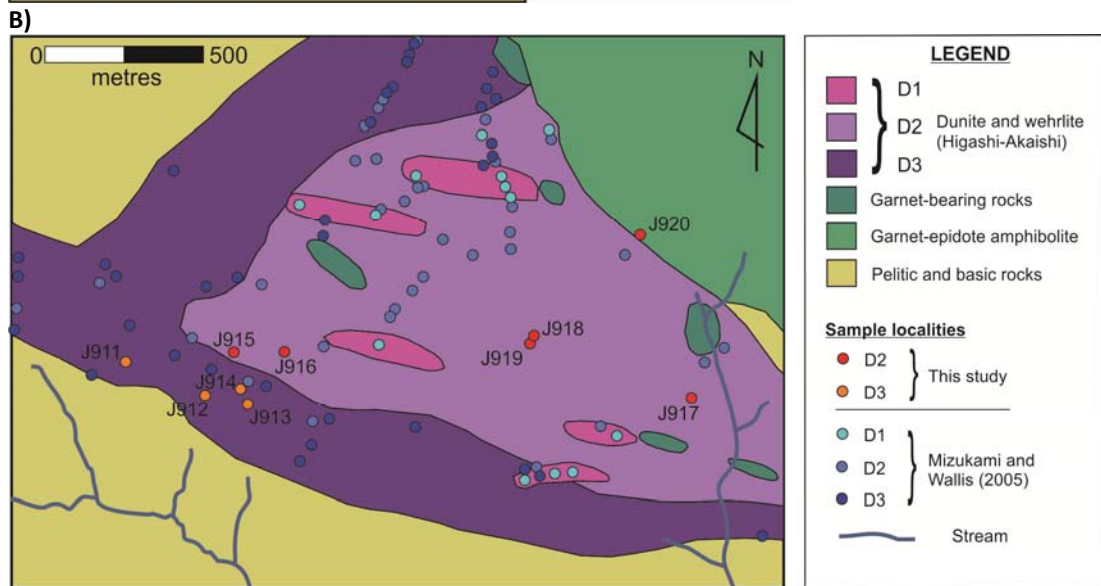 B)
0 500
metres
N
J920
J918
J919
J915
J916
J911
J914
J912
J913
J917
LEGEND
D1
D2 Dunite and wehrlite
(Higashi-Akaishi)
D3
Garnet-bearing rocks
Garnet-epidote amphibolite
Pelitic and basic rocks
Sample localities
D2
This study
D3
D1
D2 Mizukami and
Wallis (2005)
D3
Stream